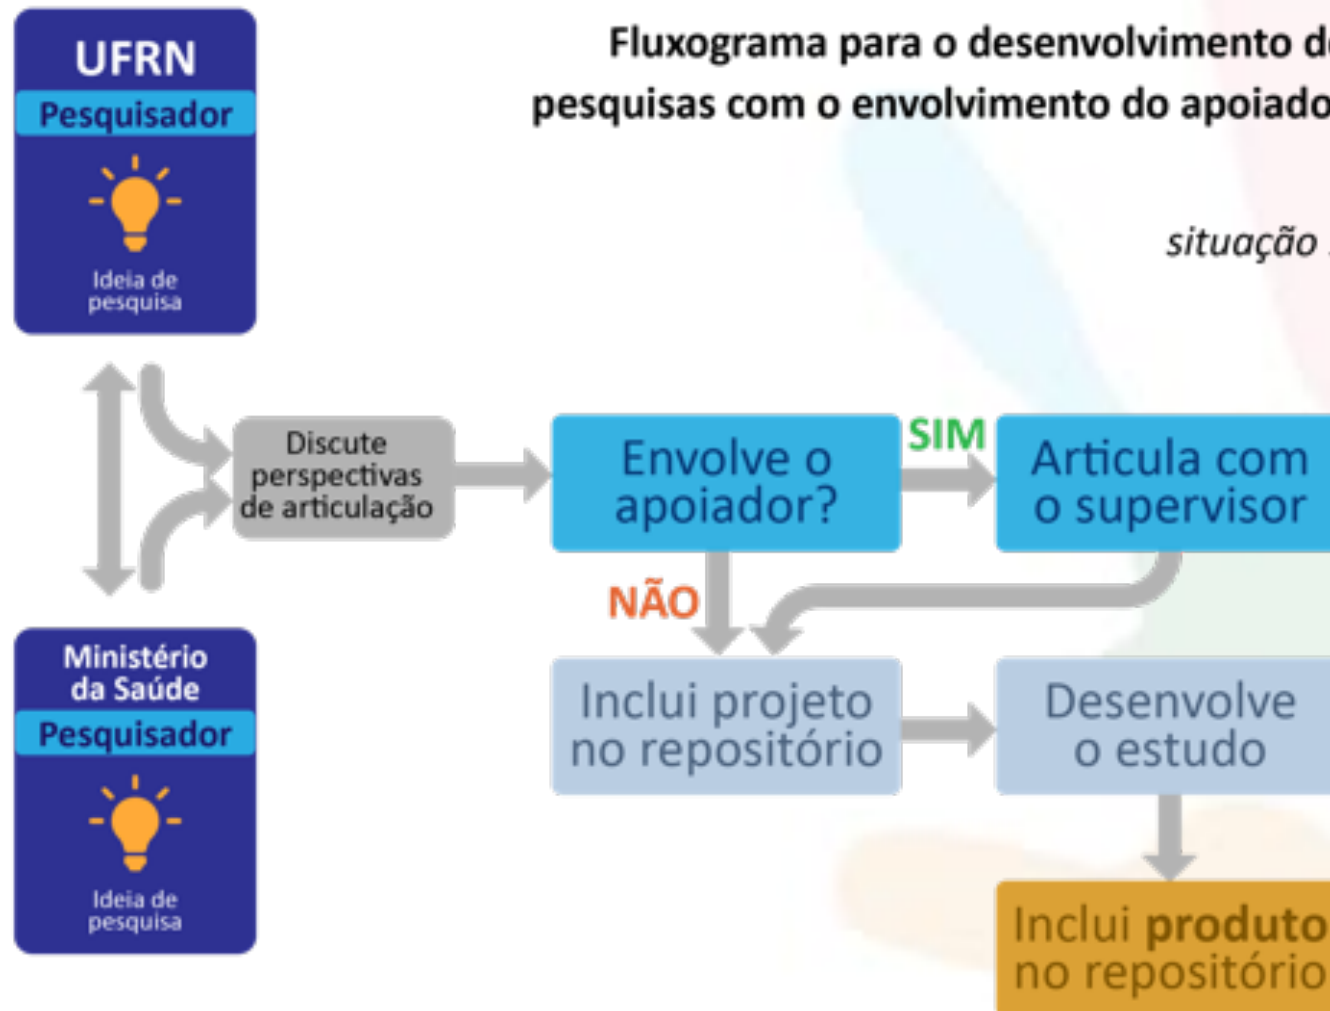 UFRN
Pesquisador
Ideia de
pesquisa
Fluxograma para o desenvolvimento
pesquisas com o envolvimento do
situação
Discute
perspectivas
de articulação
Envolve o
apoiador?
SIM
Articula com
o supervisor
NÃO
Inclui projeto
no repositório
Desenvolve
o estudo
Inclui produto
no repositório
Ministério
da Saúde
Pesquisador
Ideia de
pesquisa